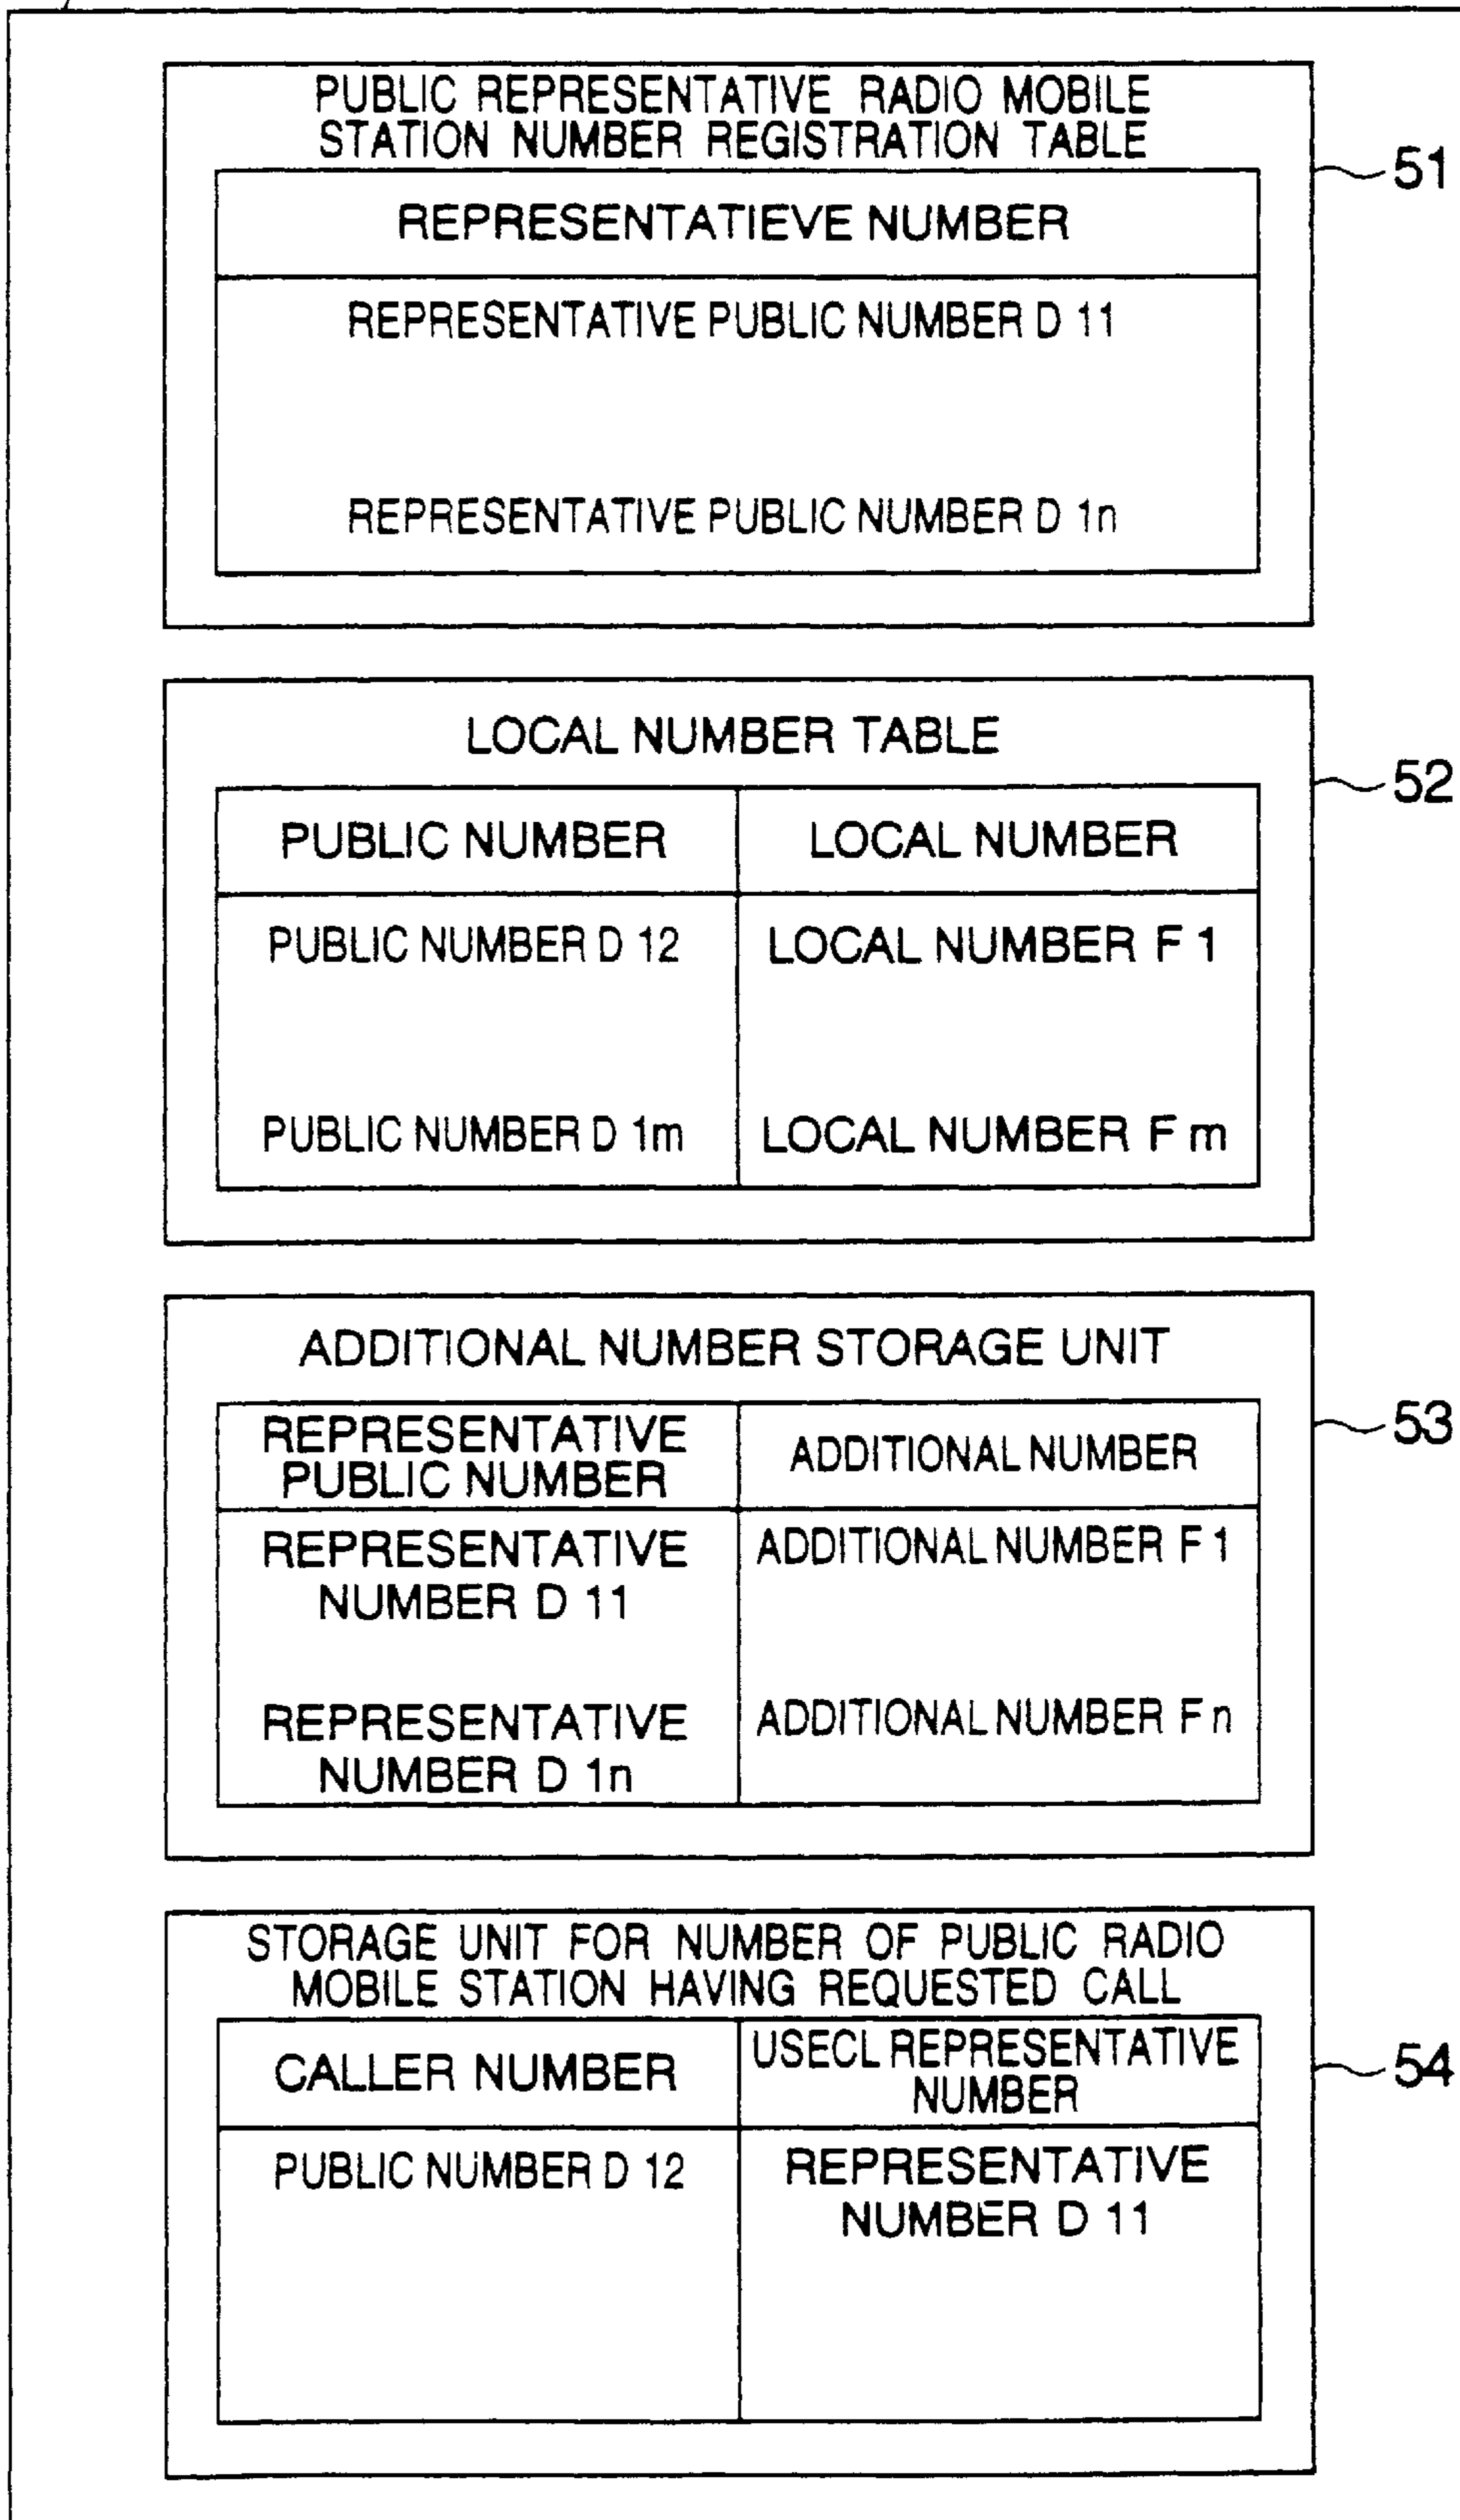 PUBLIC REPRESENTATIVE RADIO MOBILE
STATION NUMBER REGISTRATION TABLE
51
REPRESENTATIEVE NUMBER
REPRESENTATIVE PUBLIC NUMBER D 11
REPRESENTATIVE PUBLIC NUMBER D 1n
LOCAL NUMBER TABLE
52
PUBLIC NUMBER
LOCAL NUMBER
PUBLIC NUMBER D 12
LOCAL NUMBER F 1
PUBLIC NUMBER D 1m
LOCAL NUMBER F m
ADDITIONAL NUMBER STORAGE UNIT
53
REPRESENTATIVE
PUBLIC NUMBER
ADDITIONAL NUMBER
REPRESENTATIVE
NUMBER D 11
ADDITIONAL NUMBER F 1
REPRESENTATIVE
NUMBER D 1n
ADDITIONAL NUMBER F n
STORAGE UNIT FOR NUMBER OF PUBLIC RADIO
MOBILE STATION HAVING REQUESTED CALL
54
CALLER NUMBER
USECL REPRESENTATIVE
NUMBER
PUBLIC NUMBER D 12
REPRESENTATIVE
NUMBER D 11